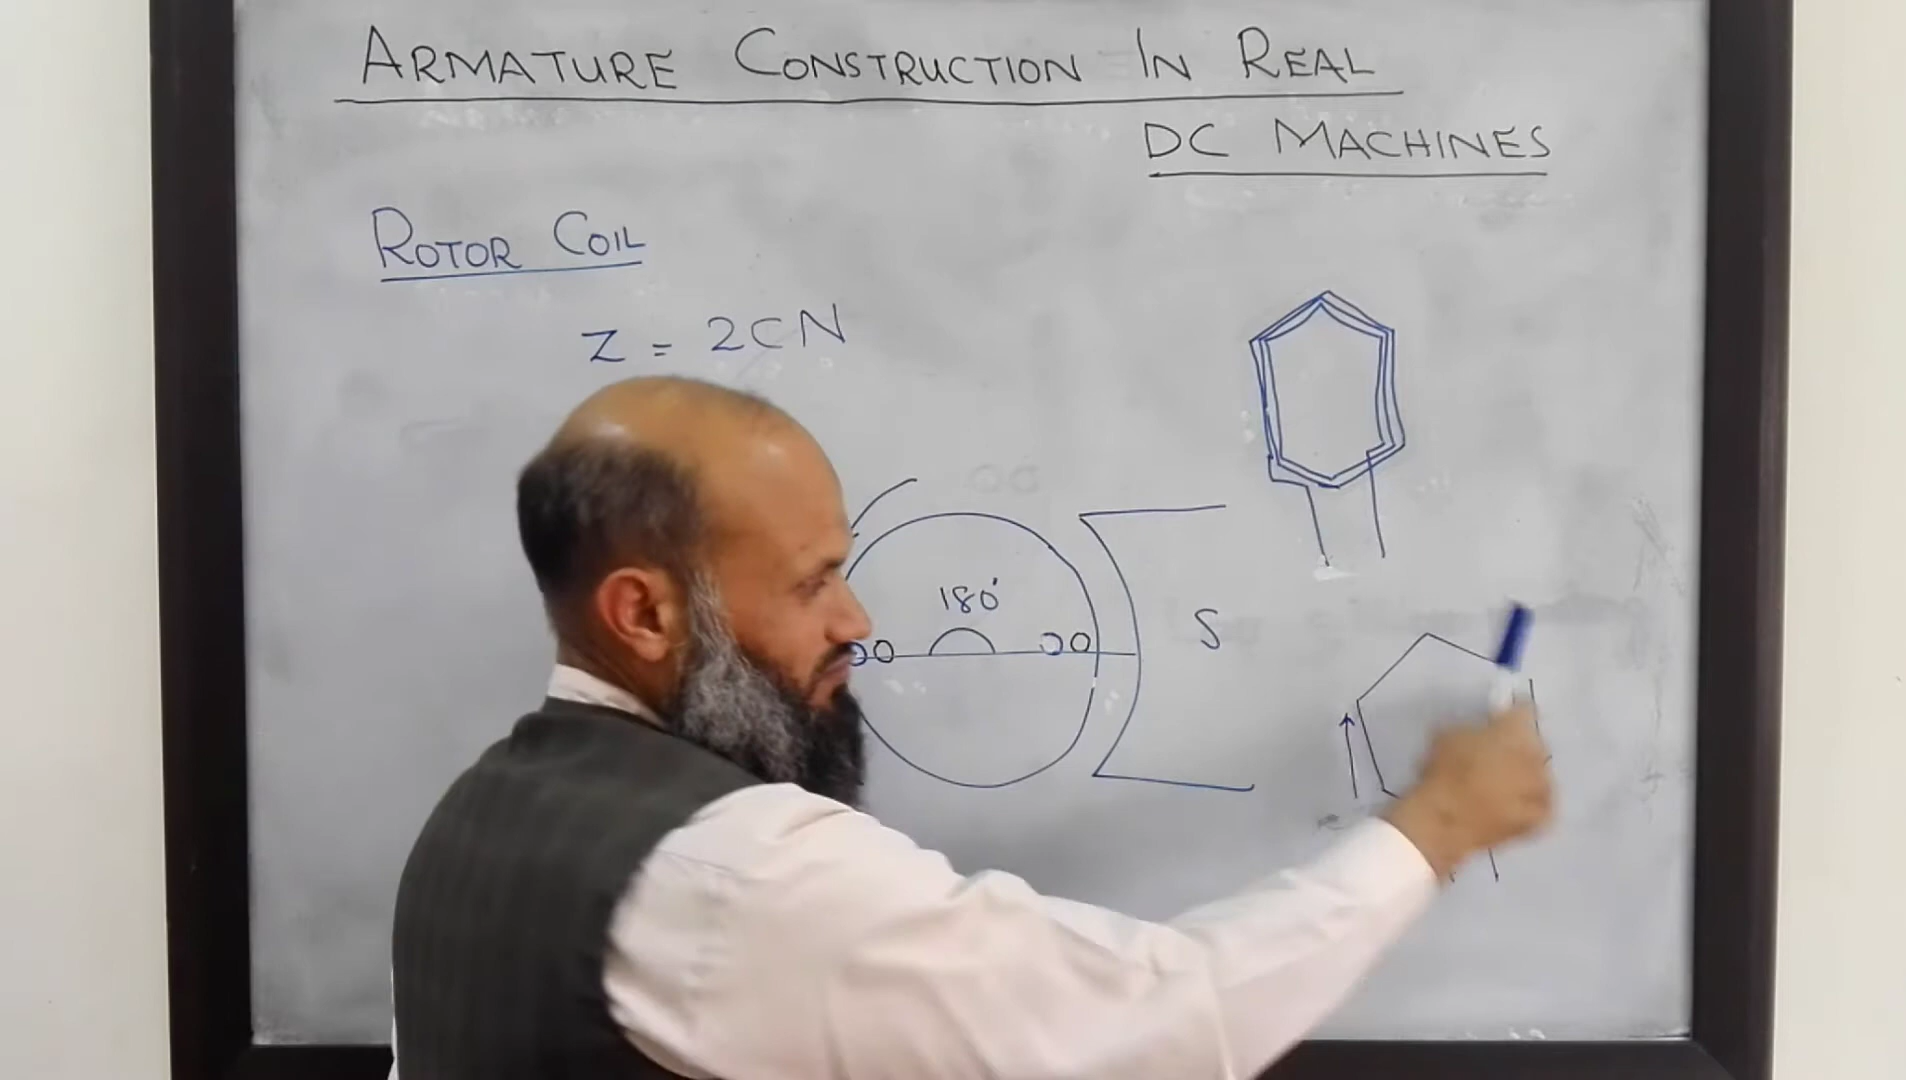 ARMATURE CONSTRUCTION IN REAL
DC MACHINES
ROTOR COIL
Z = 2CN
180°
S